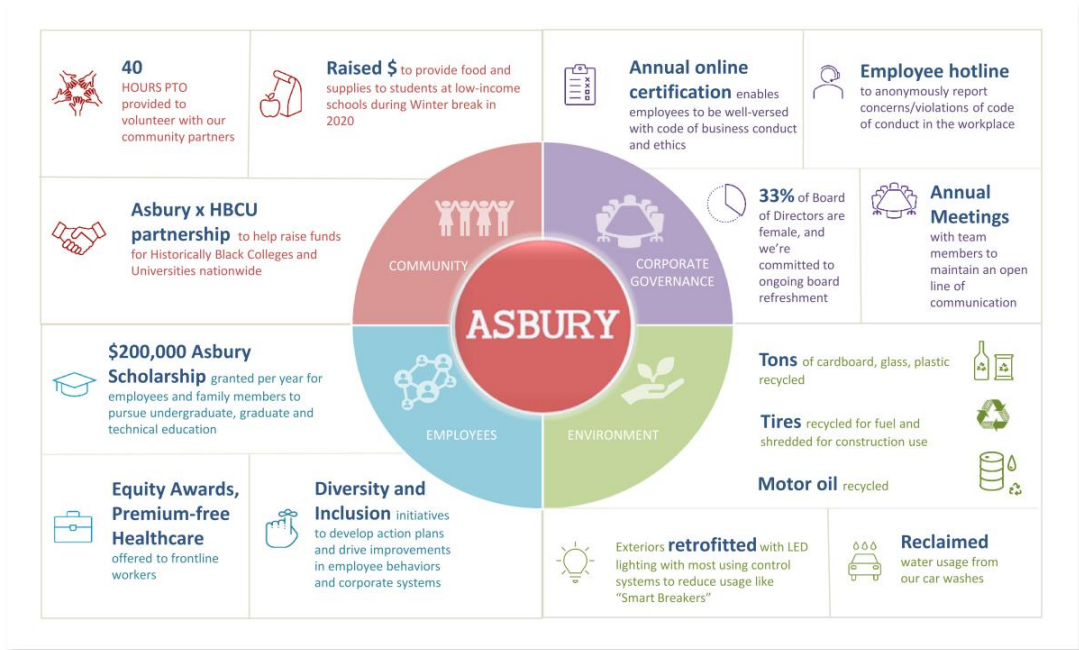 40
HOURS PTO
provided to
volunteer with our
community partners
Raised $ to provide food and
supplies to students at low-income
schools during Winter break in
2020
Asbury x HBCU
partnership to help raise funds
for Historically Black Colleges and
Universities nationwide
Annual online
certification enables
employees to be well-versed
with code of business conduct
and ethics
Employee hotline
to anonymously report
concerns/violations of code
of conduct in the workplace
33% of Board
of Directors are
female, and
we're
committed to
ongoing board
refreshment
Annual
Meetings
with team
members to
maintain an open
line of
communication
COMMUNITY
CORPORATE
GOVERNANCE
ASBURY
EMPLOYEES
ENVIRONMENT
$200,000 Asbury
Scholarship granted per year for
employees and family members to
pursue undergraduate, graduate and
technical education
Equity Awards,
Premium-free
Healthcare
offered to frontline
workers
Diversity and
Inclusion initiatives
to develop action plans
and drive improvements
in employee behaviors
and corporate systems
Tons of cardboard, glass, plastic
recycled
Tires recycled for fuel and
shredded for construction use
Motor oil recycled
Exteriors retrofitted with LED
lighting with most using control
systems to reduce usage like
“Smart Breakers”
Reclaimed
water usage from
our car washes